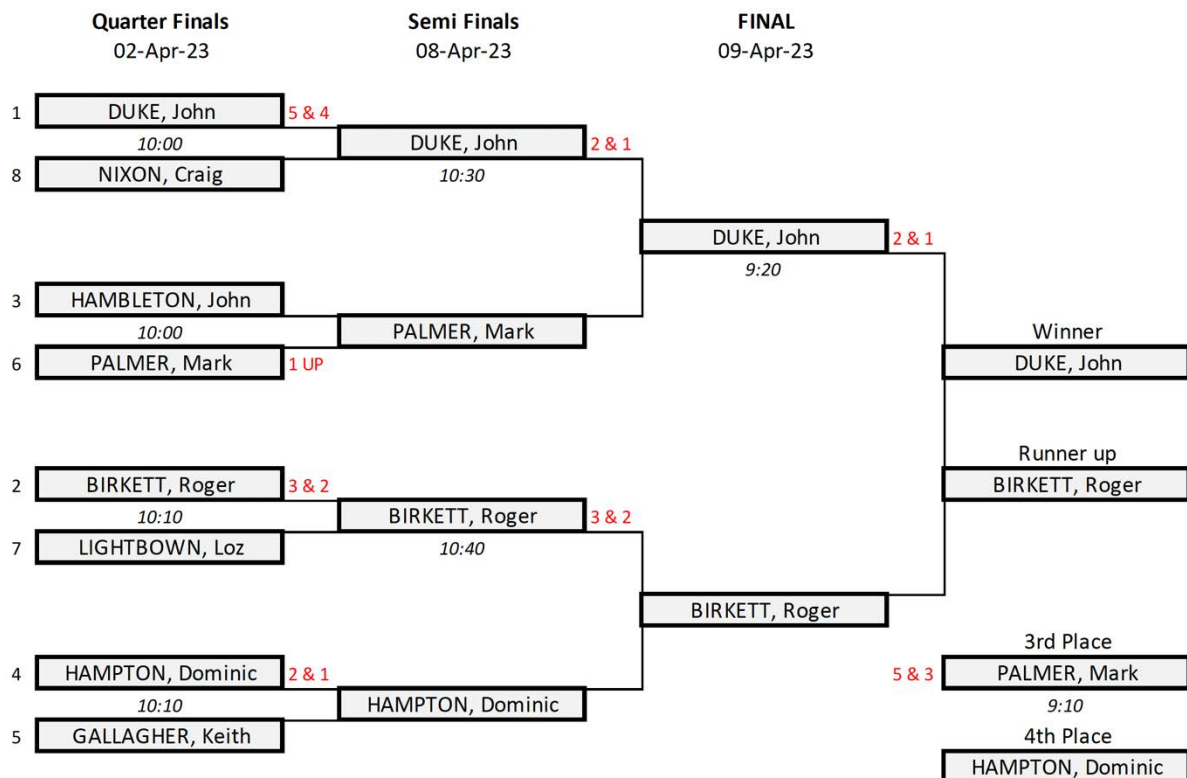 Quarter Finals
02-Apr-23
Semi Finals
08-Apr-23
FINAL
09-Apr-23
1
DUKE, John
5 & 4
10:00
8
NIXON, Craig
3
HAMBLETON, John
10:00
6
PALMER, Mark
1 UP
2
BIRKETT, Roger
3 & 2
10:10
7
LIGHTBOWN, Loz
4
HAMPTON, Dominic
2 & 1
10:10
5
GALLAGHER, Keith
DUKE, John
2 & 1
10:30
PALMER, Mark
BIRKETT, Roger
3 & 2
10:40
HAMPTON, Dominic
DUKE, John
2 & 1
9:20
BIRKETT, Roger
Winner
DUKE, John
Runner up
BIRKETT, Roger
3rd Place
5 & 3
PALMER, Mark
9:10
4th Place
HAMPTON, Dominic